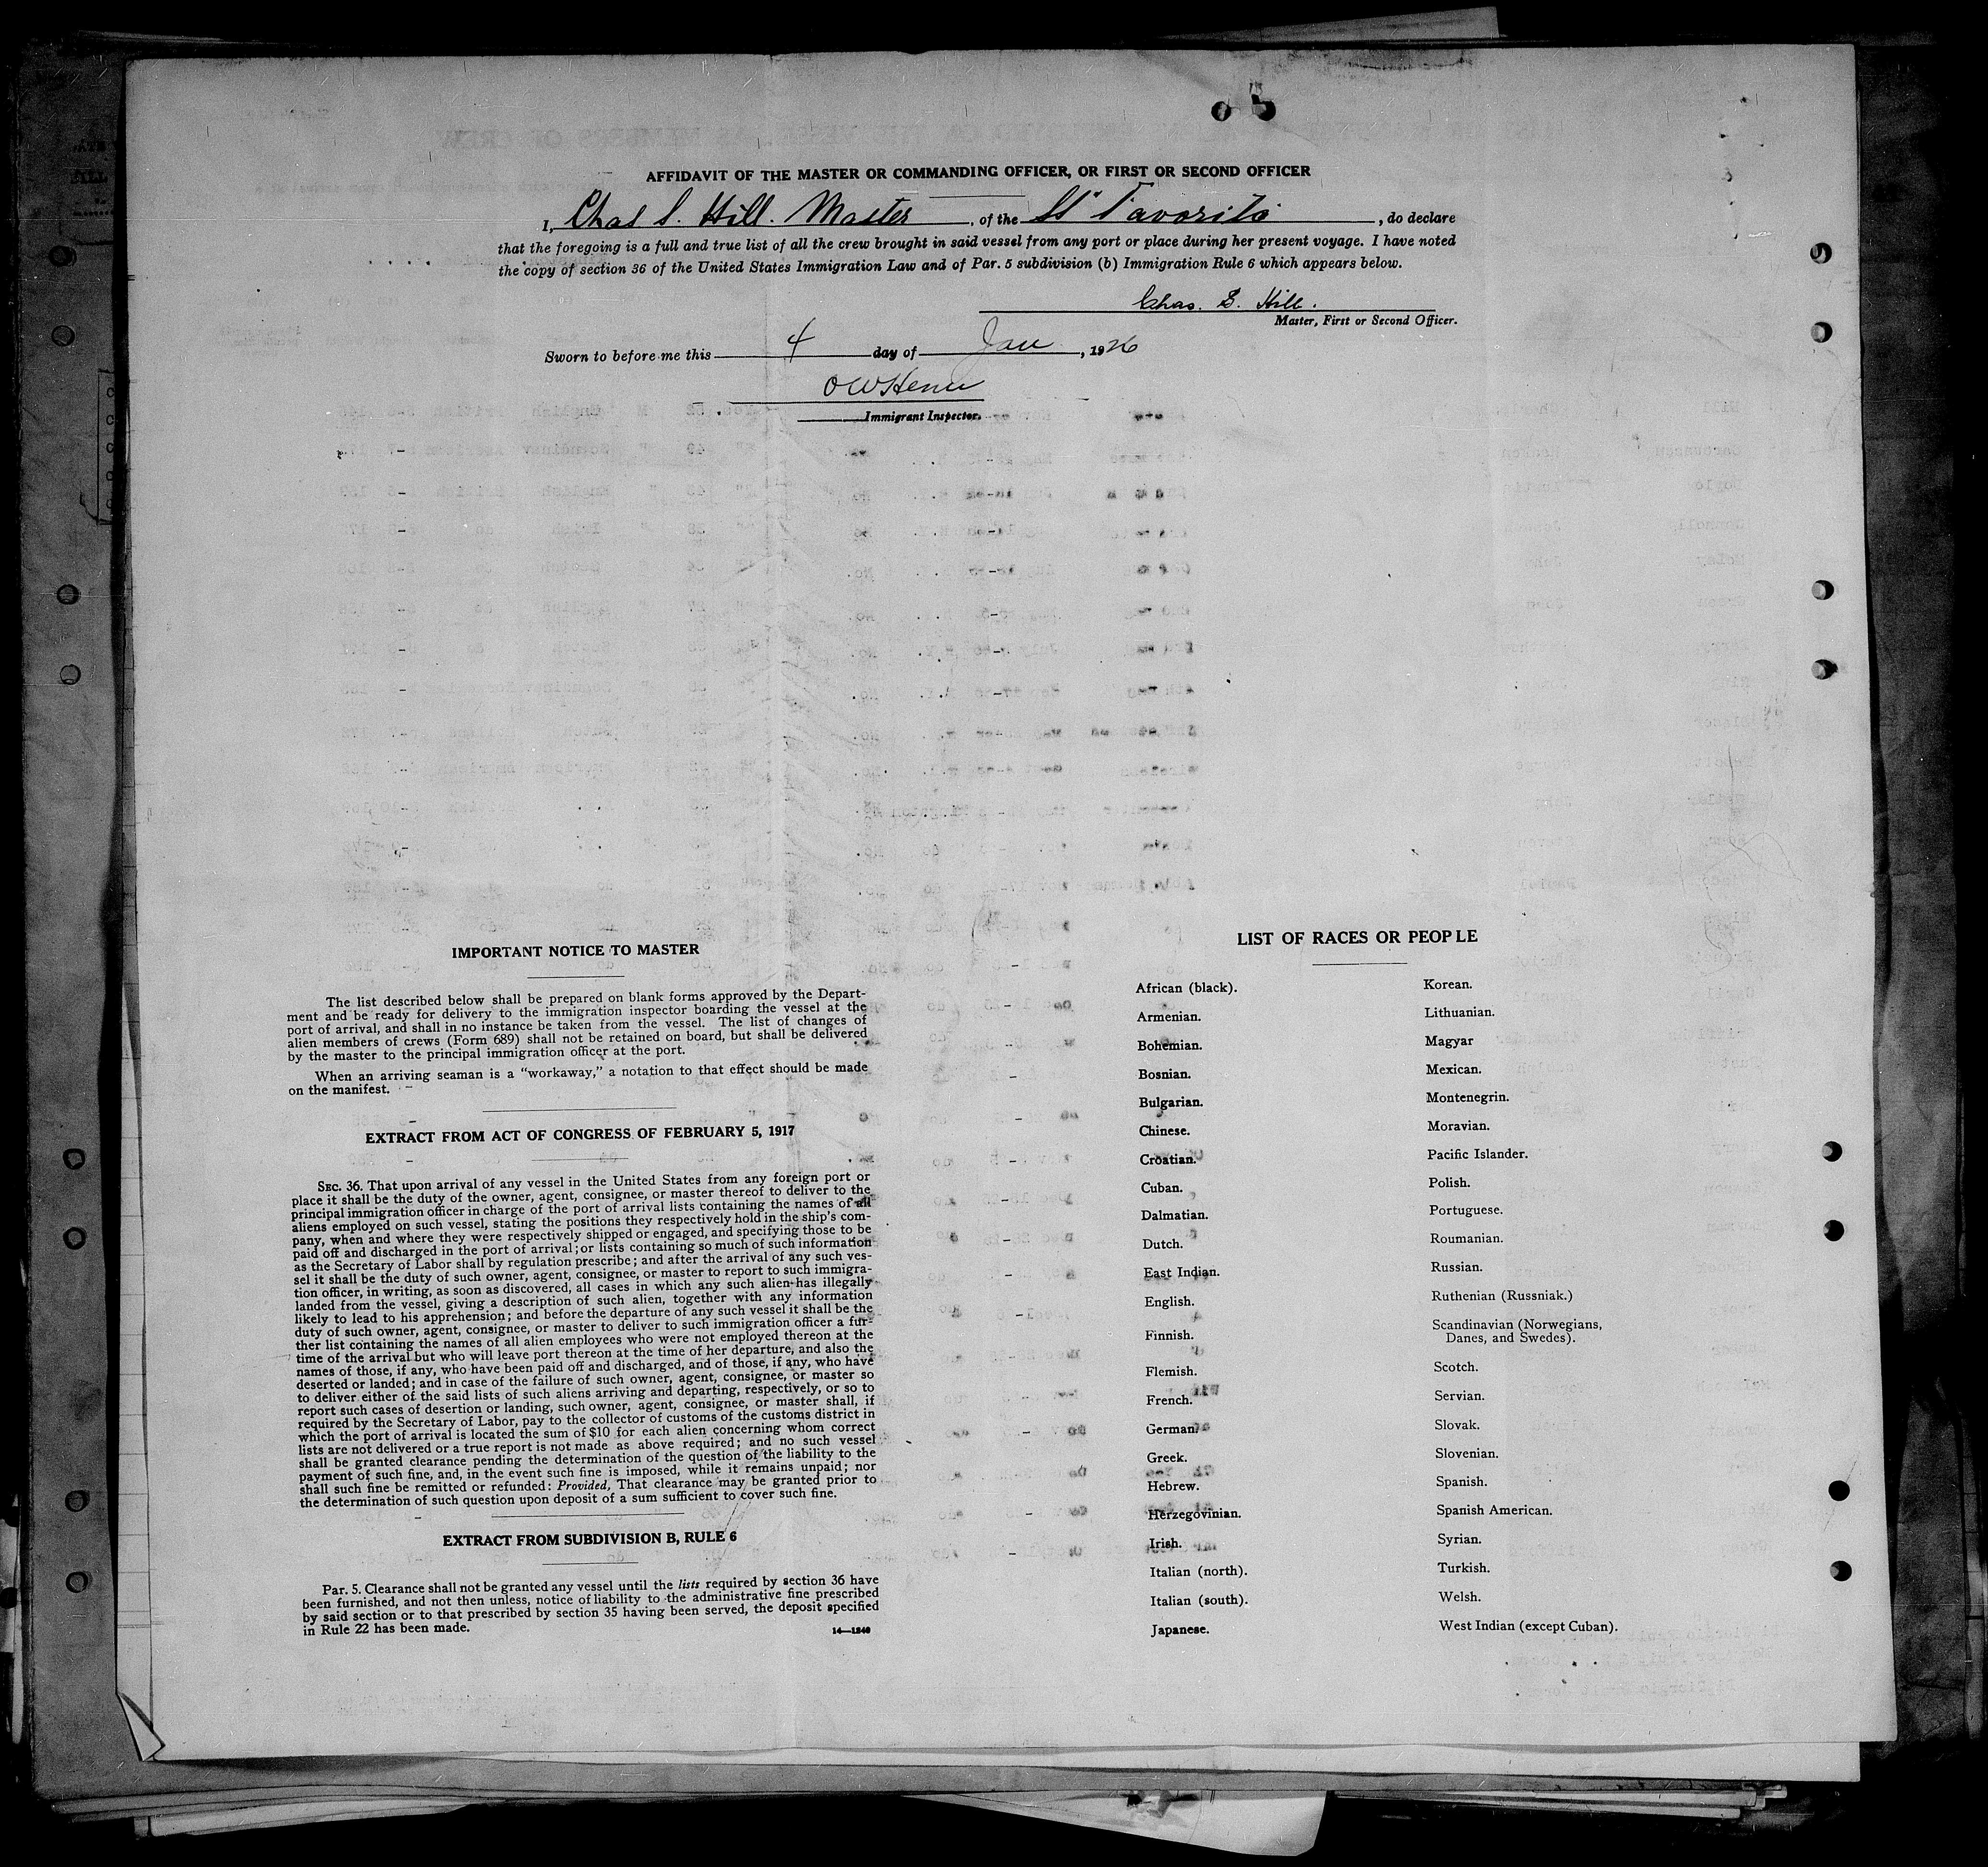 AFFIDAVIT OF THE MASTER OR COMMANDING OFFICER, OR FIRST OR SECOND OFFICER
I, Chas S. Hill. Master, of the SS Favorita, do declare
that the foregoing is a full and true list of all the crew brought in said vessel from any port or place during her present voyage. I have noted
the copy of section 36 of the United States Immigration Law and of Par. 5 subdivision (b) Immigration Rule 6 which appears below.
Chas. S. Hill.
Master, First or Second Officer.
Sworn to before me this 4 day of Jan, 1926
Immigrant Inspector.
IMPORTANT NOTICE TO MASTER
The list described below shall be prepared on blank forms approved by the Depart-
ment and be ready for delivery to the immigration inspector boarding the vessel at the
port of arrival, and shall in no instance be taken from the vessel. The list of changes of
alien members of crews (Form 689) shall not be retained on board, but shall be delivered
by the master to the principal immigration officer at the port.
When an arriving seaman is a "workaway," a notation to that effect should be made
on the manifest.
EXTRACT FROM ACT OF CONGRESS OF FEBRUARY 5, 1917
SEC. 36. That upon arrival of any vessel in the United States from any foreign port or
place it shall be the duty of the owner, agent, consignee, or master thereof to deliver to the
principal immigration officer in charge of the port of arrival lists containing the names of all
aliens employed on such vessel, stating the positions they respectively hold in the ship's com-
pany, when and where they were respectively shipped or engaged, and specifying those to be
paid off and discharged in the port of arrival; or lists containing so much of such information
as the Secretary of Labor shall by regulation prescribe; and after the arrival of any such ves-
sel it shall be the duty of such owner, agent, consignee, or master to report to such immigra-
tion officer, in writing, as soon as discovered, all cases in which any such alien has illegally
landed from the vessel, giving a description of such alien, together with any information
likely to lead to his apprehension; and before the departure of any such vessel it shall be the
duty of such owner, agent, consignee, or master to deliver to such immigration officer a fur-
ther list containing the names of all alien employees who were not employed thereon at the
time of the arrival but who will leave port thereon at the time of her departure, and also the
names of those, if any, who have been paid off and discharged, and of those, if any, who have
deserted or landed; and in case of the failure of such owner, agent, consignee, or master so
to deliver either of the said lists of such aliens arriving and departing, respectively, or so to
report such cases of desertion or landing, such owner, agent, consignee, or master shall, if
required by the Secretary of Labor, pay to the collector of customs of the customs district in
which the port of arrival is located the sum of $10 for each alien concerning whom correct
lists are not delivered or a true report is not made as above required; and no such vessel
shall be granted clearance pending the determination of the question of the liability to the
payment of such fine, and, in the event such fine is imposed, while it remains unpaid; nor
shall such fine be remitted or refunded: Provided, That clearance may be granted prior to
the determination of such question upon deposit of a sum sufficient to cover such fine.
EXTRACT FROM SUBDIVISION B, RULE 6
Par. 5. Clearance shall not be granted any vessel until the lists required by section 36 have
been furnished, and not then unless, notice of liability to the administrative fine prescribed
by said section or to that prescribed by section 35 having been served, the deposit specified
in Rule 22 has been made.
14—1240
LIST OF RACES OR PEOPLE
African (black).
Armenian.
Bohemian.
Bosnian.
Bulgarian.
Chinese.
Croatian.
Cuban.
Dalmatian.
Dutch.
East Indian.
English.
Finnish.
Flemish.
French.
German.
Greek.
Hebrew.
Herzegovinian.
Irish.
Italian (north).
Italian (south).
Japanese.
Korean.
Lithuanian.
Magyar
Mexican.
Montenegrin.
Moravian.
Pacific Islander.
Polish.
Portuguese.
Roumanian.
Russian.
Ruthenian (Russniak.)
Scandinavian (Norwegians,
Danes, and Swedes).
Scotch.
Servian.
Slovak.
Slovenian.
Spanish.
Spanish American.
Syrian.
Turkish.
Welsh.
West Indian (except Cuban).